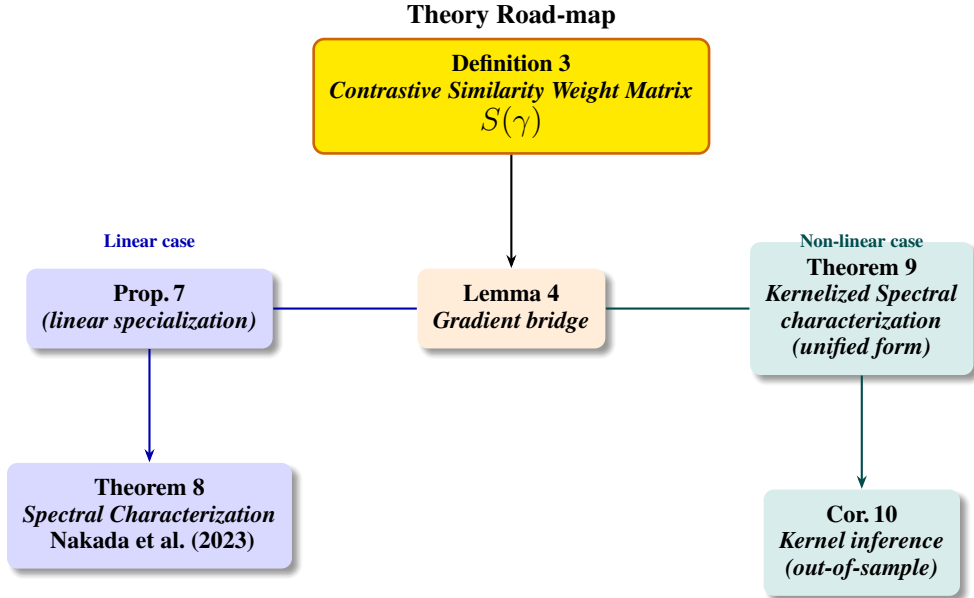 Theory Road-map
Definition 3
Contrastive Similarity Weight Matrix
S(γ)
Linear case
Prop. 7
(linear specialization)
Lemma 4
Gradient bridge
Non-linear case
Theorem 9
Kernelized Spectral
characterization
(unified form)
Theorem 8
Spectral Characterization
Nakada et al. (2023)
Cor. 10
Kernel inference
(out-of-sample)